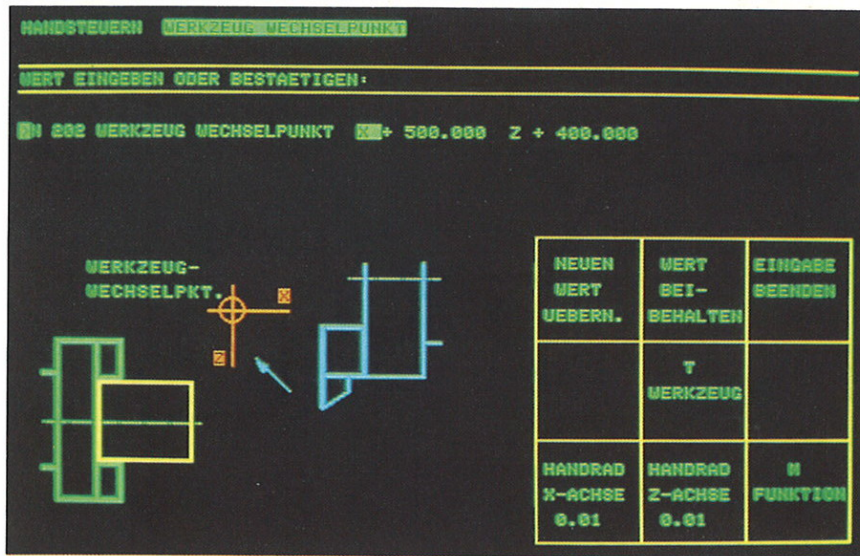 HANDSTEUERN WERKZEUG WECHSELPUNKT
WERT EINGEBEN ODER BESTAETIGEN:
N 202 WERKZEUG WECHSELPUNKT X + 500.000 Z + 400.000
WERKZEUG-
WECHSELPKT.
X
Z
NEUEN
WERT
UEBERN.
WERT
BEI-
BEHALTEN
EINGABE
BEENDEN
T
WERKZEUG
HANDRAD
X-ACHSE
0.01
HANDRAD
Z-ACHSE
0.01
M
FUNKTION